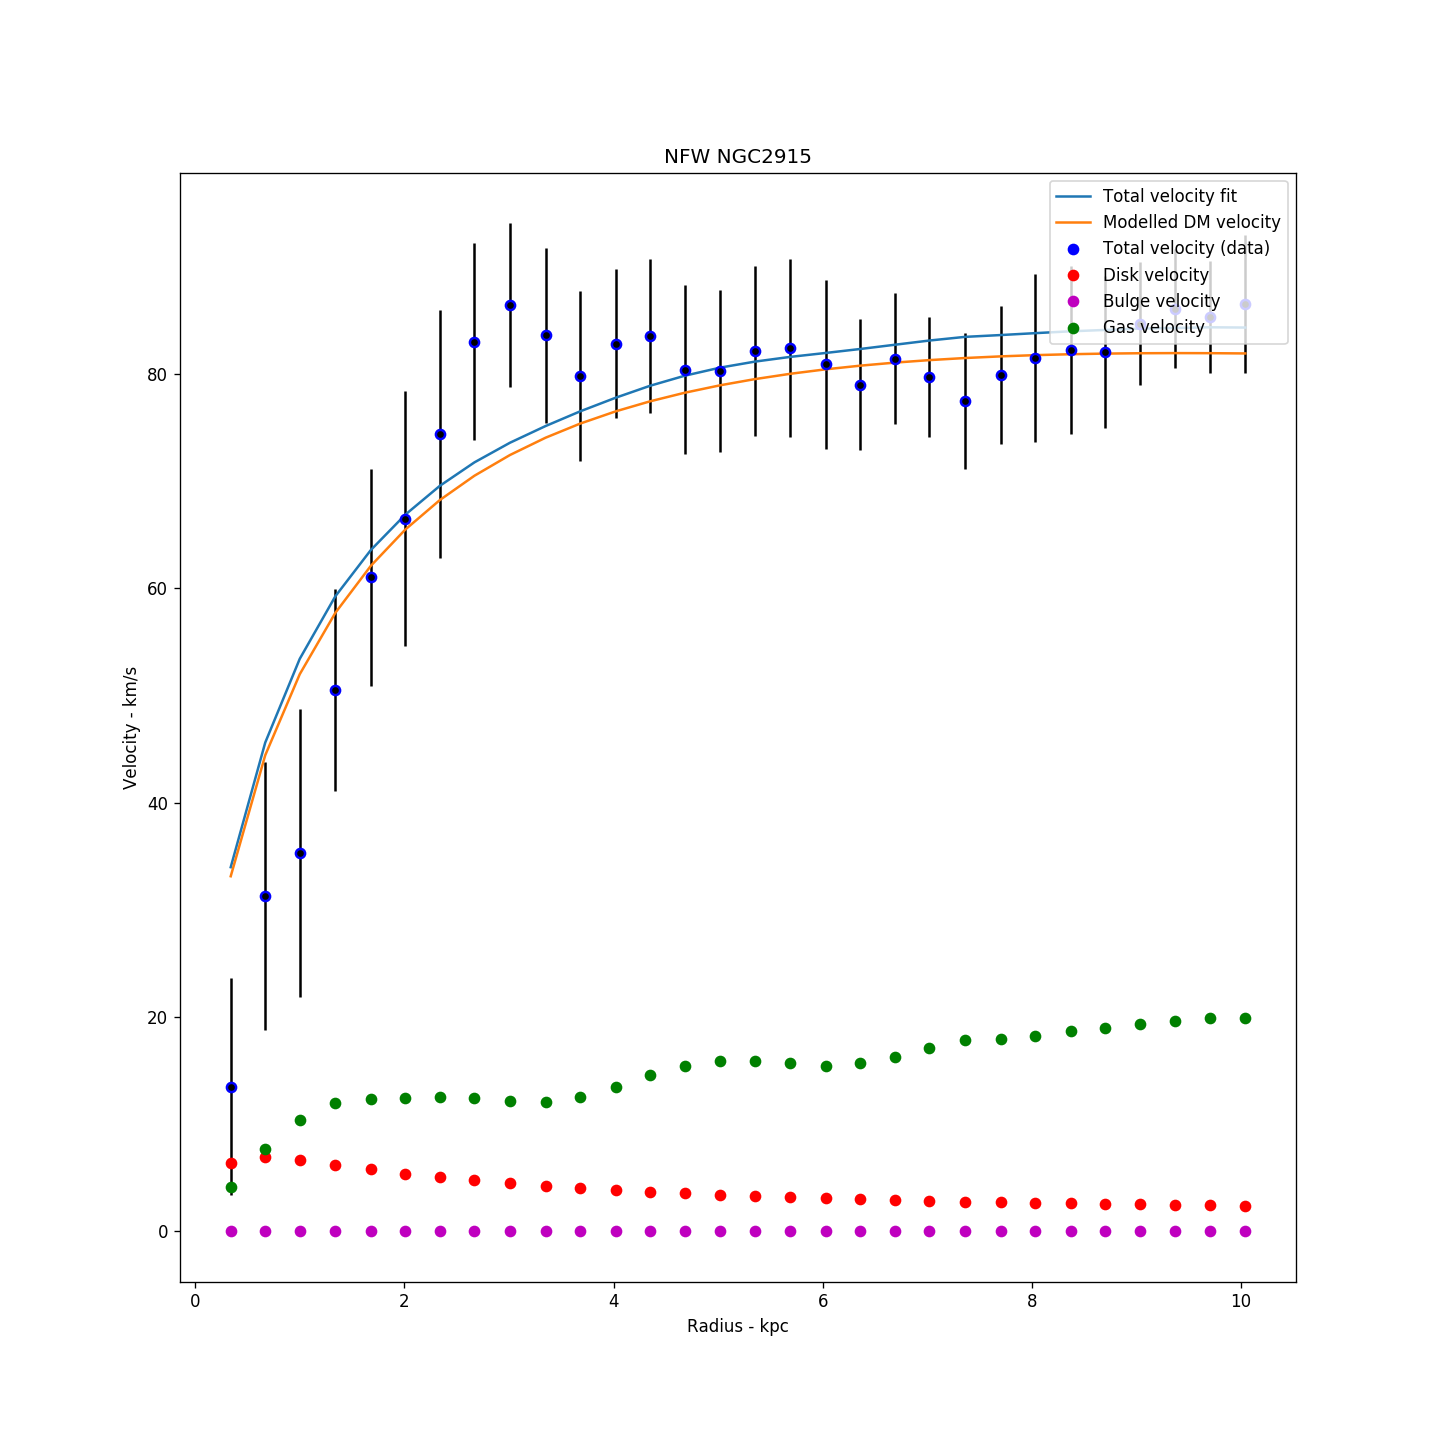 NFW NGC2915
Total velocity fit
Modelled DM velocity
Total velocity (data)
Disk velocity
Bulge velocity
Gas velocity
80
60
40
20
0
Velocity - km/s
0 2 4 6 8 10
Radius - kpc